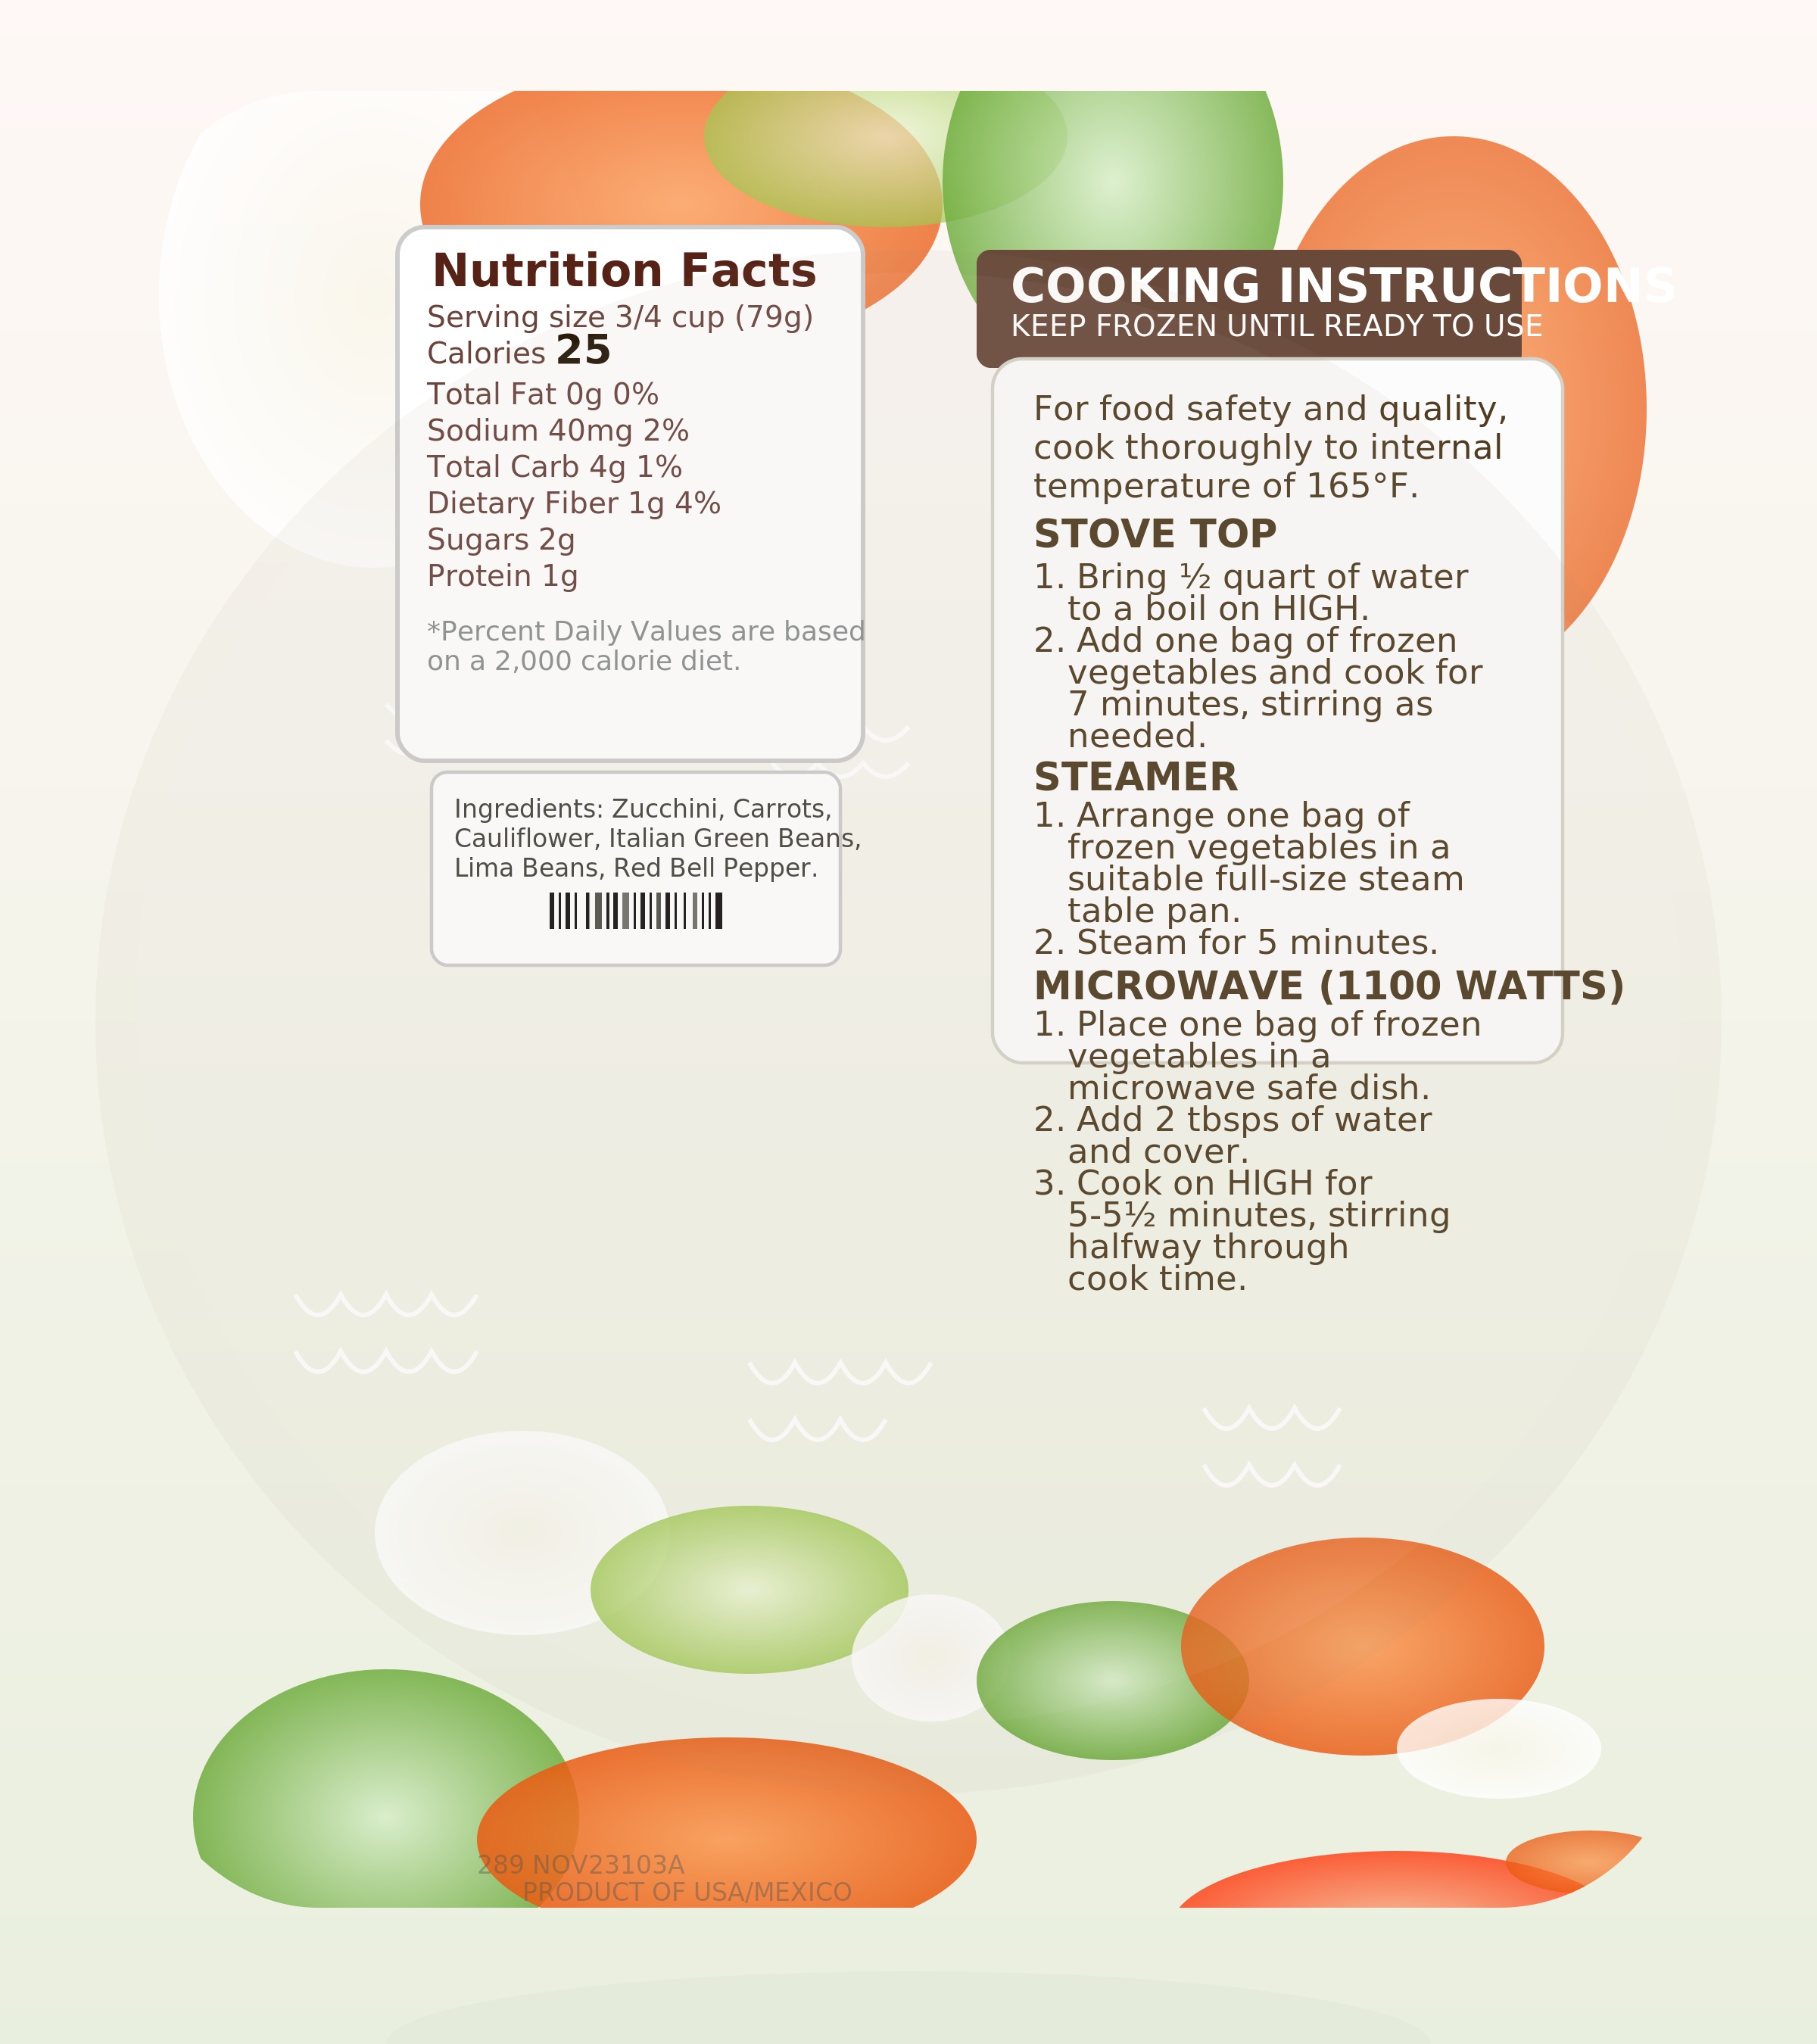 Nutrition Facts
Serving size 3/4 cup (79g)
Calories 25
Total Fat 0g 0%
Sodium 40mg 2%
Total Carb 4g 1%
Dietary Fiber 1g 4%
Sugars 2g
Protein 1g
*Percent Daily Values are based
on a 2,000 calorie diet.
Ingredients: Zucchini, Carrots,
Cauliflower, Italian Green Beans,
Lima Beans, Red Bell Pepper.
COOKING INSTRUCTIONS
KEEP FROZEN UNTIL READY TO USE
For food safety and quality,
cook thoroughly to internal
temperature of 165°F.
STOVE TOP
1. Bring ½ quart of water
to a boil on HIGH.
2. Add one bag of frozen
vegetables and cook for
7 minutes, stirring as
needed.
STEAMER
1. Arrange one bag of
frozen vegetables in a
suitable full-size steam
table pan.
2. Steam for 5 minutes.
MICROWAVE (1100 WATTS)
1. Place one bag of frozen
vegetables in a
microwave safe dish.
2. Add 2 tbsps of water
and cover.
3. Cook on HIGH for
5-5½ minutes, stirring
halfway through
cook time.
289 NOV23103A
PRODUCT OF USA/MEXICO